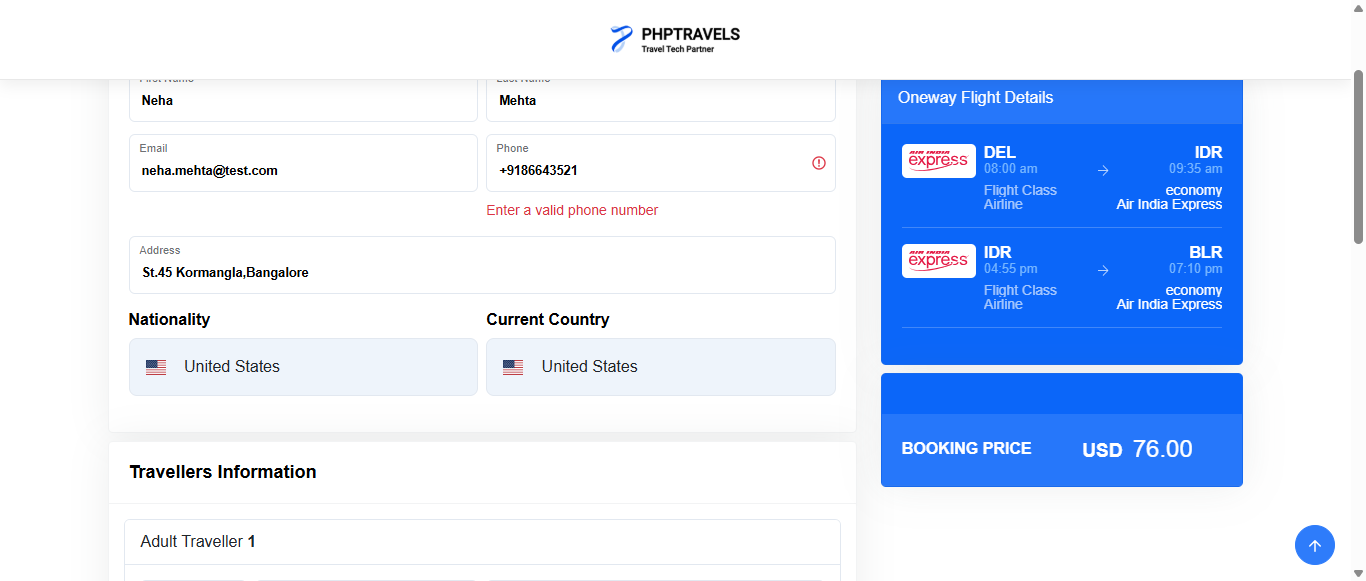 PHPTRAVELS
Travel Tech Partner
First Name
Last Name
Neha
Mehta
Email
neha.mehta@test.com
Phone
+9186643521
Enter a valid phone number
Address
St.45 Kormangla,Bangalore
Nationality
Current Country
United States
United States
Travellers Information
Adult Traveller 1
Oneway Flight Details
AIR INDIA
express
DEL
IDR
08:00 am
09:35 am
Flight Class
economy
Airline
Air India Express
AIR INDIA
express
IDR
BLR
04:55 pm
07:10 pm
Flight Class
economy
Airline
Air India Express
BOOKING PRICE
USD 76.00